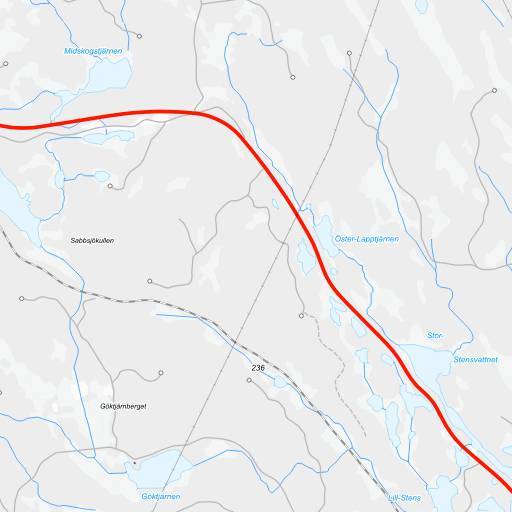 Midskogstjärnen
Sabbsjökullen
Öster-Lapptjärnen
Stor-
Stensvattnet
236
Göktjärnberget
Göktjärnen
Lill-Stens